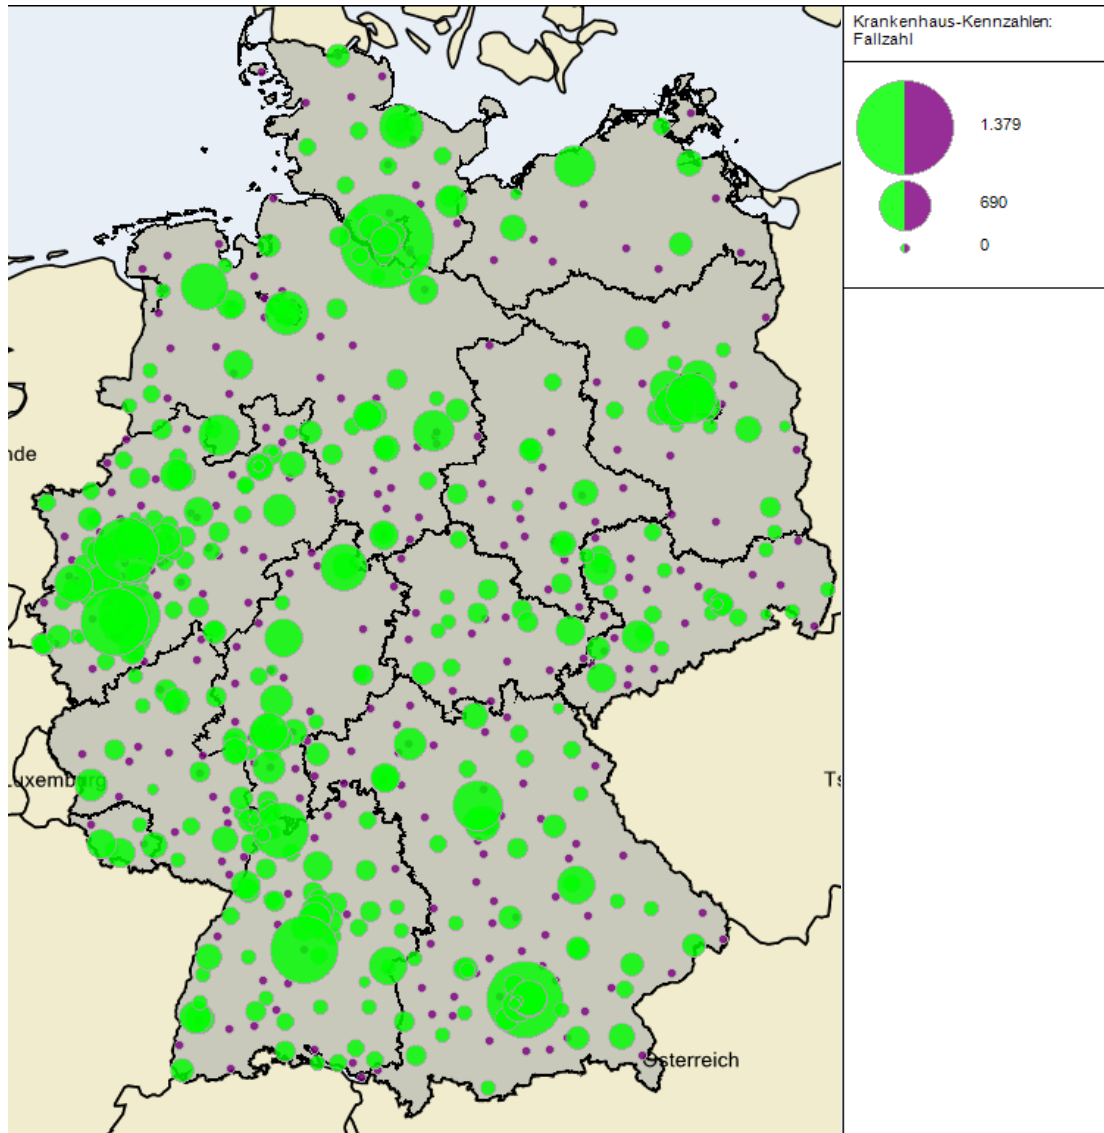 Krankenhaus-Kennzahlen:
Fallzahl
1.379
690
0
nde
Luxemburg
Ts
Österreich